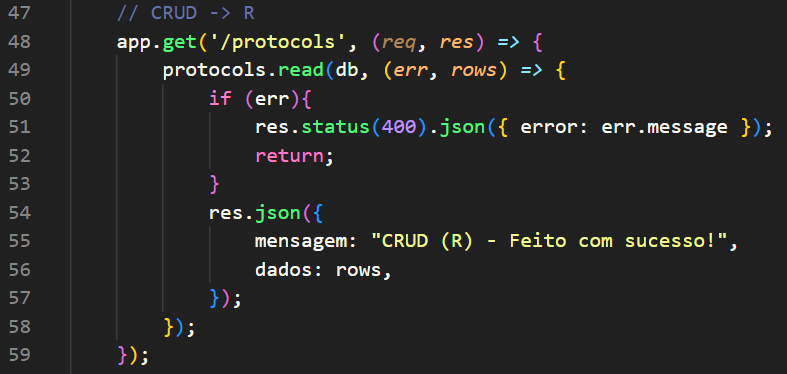 47 // CRUD -> R
48 app.get('/protocols', (req, res) => {
49 protocols.read(db, (err, rows) => {
50 if (err){
51 res.status(400).json({ error: err.message });
52 return;
53 }
54 res.json({
55 mensagem: "CRUD (R) - Feito com sucesso!",
56 dados: rows,
57 });
58 });
59 });